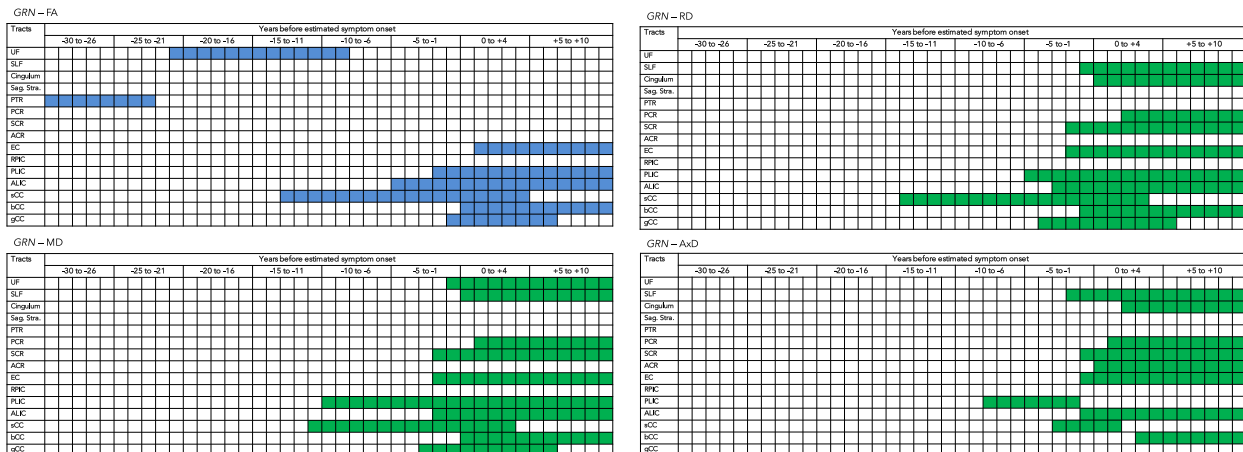 GRN – FA
Tracts Years before estimated symptom onset
-30 to -26 -25 to -21 -20 to -16 -15 to -11 -10 to -6 -5 to -1 0 to +4 +5 to +10
UF
SLF
Cingulum
Sag. Stra.
PTR
PCR
SCR
ACR
EC
RPIC
PLIC
ALIC
sCC
bCC
gCC
GRN – RD
Tracts Years before estimated symptom onset
-30 to -26 -25 to -21 -20 to -16 -15 to -11 -10 to -6 -5 to -1 0 to +4 +5 to +10
UF
SLF
Cingulum
Sag. Stra.
PTR
PCR
SCR
ACR
EC
RPIC
PLIC
ALIC
sCC
bCC
gCC
GRN – MD
Tracts Years before estimated symptom onset
-30 to -26 -25 to -21 -20 to -16 -15 to -11 -10 to -6 -5 to -1 0 to +4 +5 to +10
UF
SLF
Cingulum
Sag. Stra.
PTR
PCR
SCR
ACR
EC
RPIC
PLIC
ALIC
sCC
bCC
gCC
GRN – AxD
Tracts Years before estimated symptom onset
-30 to -26 -25 to -21 -20 to -16 -15 to -11 -10 to -6 -5 to -1 0 to +4 +5 to +10
UF
SLF
Cingulum
Sag. Stra.
PTR
PCR
SCR
ACR
EC
RPIC
PLIC
ALIC
sCC
bCC
gCC